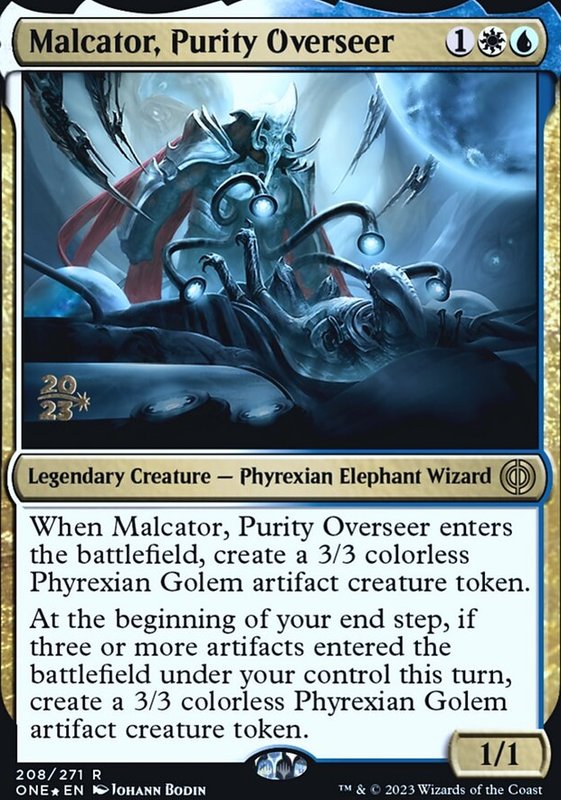 Malcator, Purity Overseer 1
20
23
Legendary Creature — Phyrexian Elephant Wizard
When Malcator, Purity Overseer enters
the battlefield, create a 3/3 colorless
Phyrexian Golem artifact creature token.
At the beginning of your end step, if
three or more artifacts entered the
battlefield under your control this turn,
create a 3/3 colorless Phyrexian Golem
artifact creature token.
1/1
208/271 R
ONE★EN Johann Bodin
™ & © 2023 Wizards of the Coast